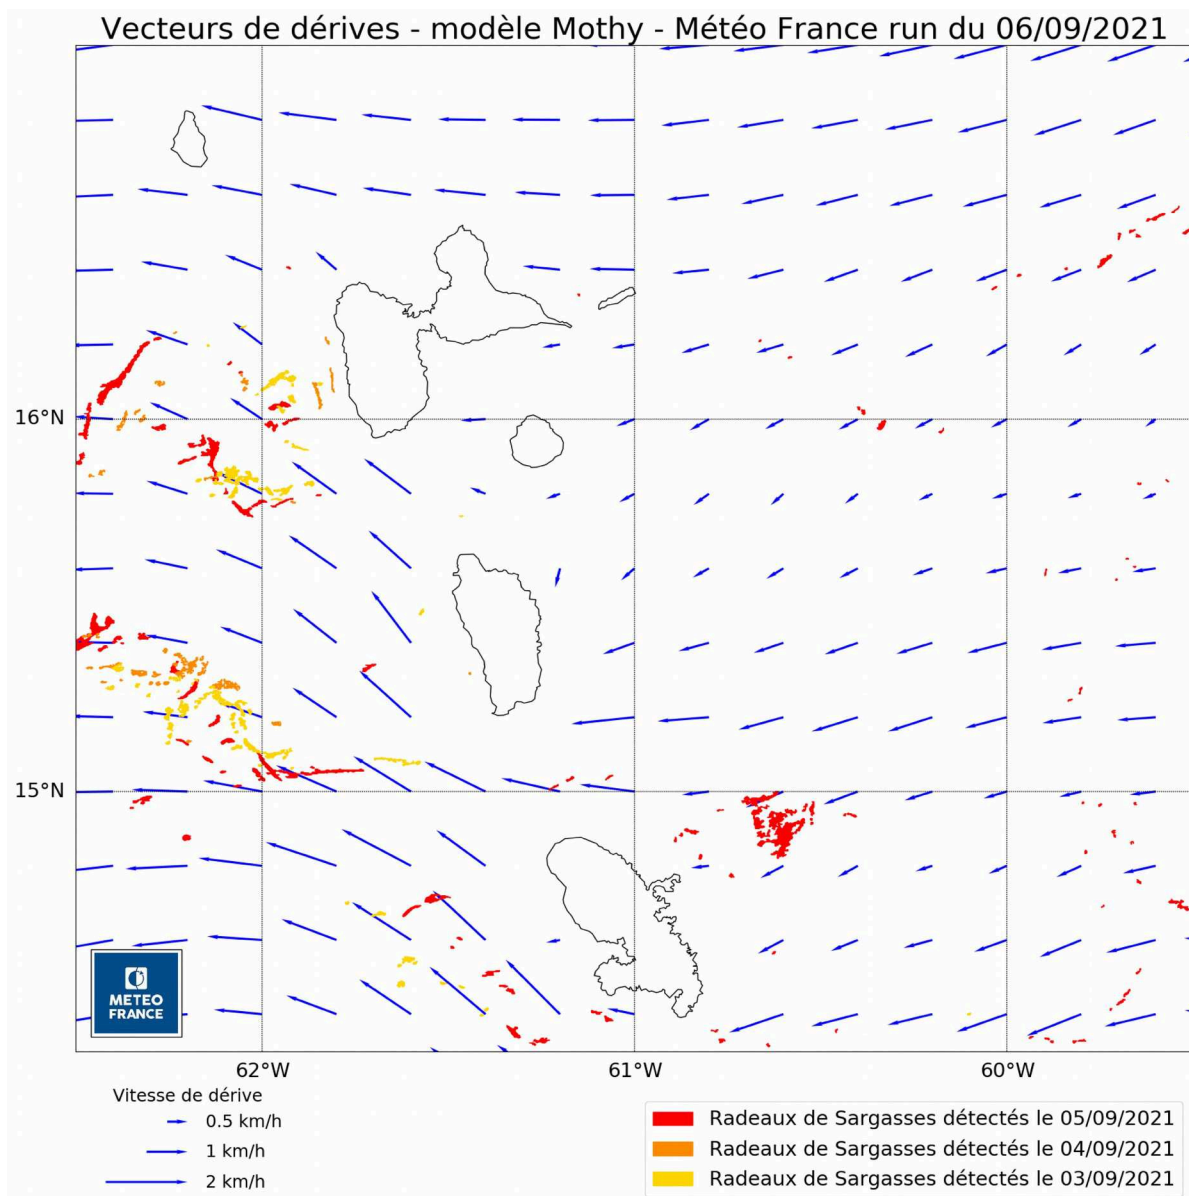 Vecteurs de dérives - modèle Mothy - Météo France run du 06/09/2021
16°N
15°N
METEO
FRANCE
62°W
61°W
60°W
Vitesse de dérive
0.5 km/h
1 km/h
2 km/h
Radeaux de Sargasses détectés le 05/09/2021
Radeaux de Sargasses détectés le 04/09/2021
Radeaux de Sargasses détectés le 03/09/2021